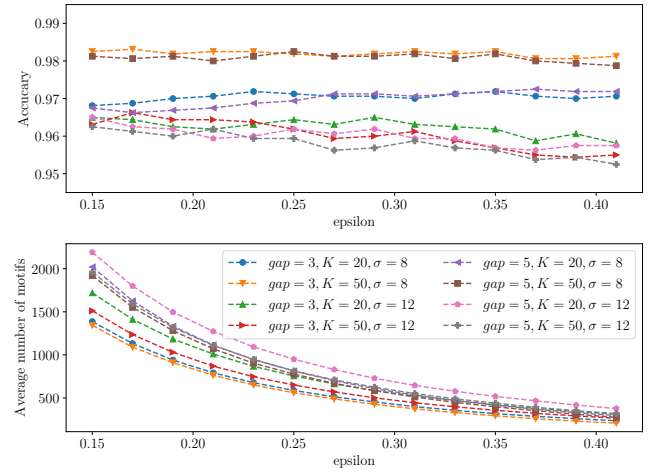 0.99
0.98
0.97
0.96
0.95
Accucary
0.15 0.20 0.25 0.30 0.35 0.40
epsilon
2000
1500
1000
500
Average number of motifs
gap = 3, K = 20, σ = 8
gap = 3, K = 50, σ = 8
gap = 3, K = 20, σ = 12
gap = 3, K = 50, σ = 12
gap = 5, K = 20, σ = 8
gap = 5, K = 50, σ = 8
gap = 5, K = 20, σ = 12
gap = 5, K = 50, σ = 12
0.15 0.20 0.25 0.30 0.35 0.40
epsilon